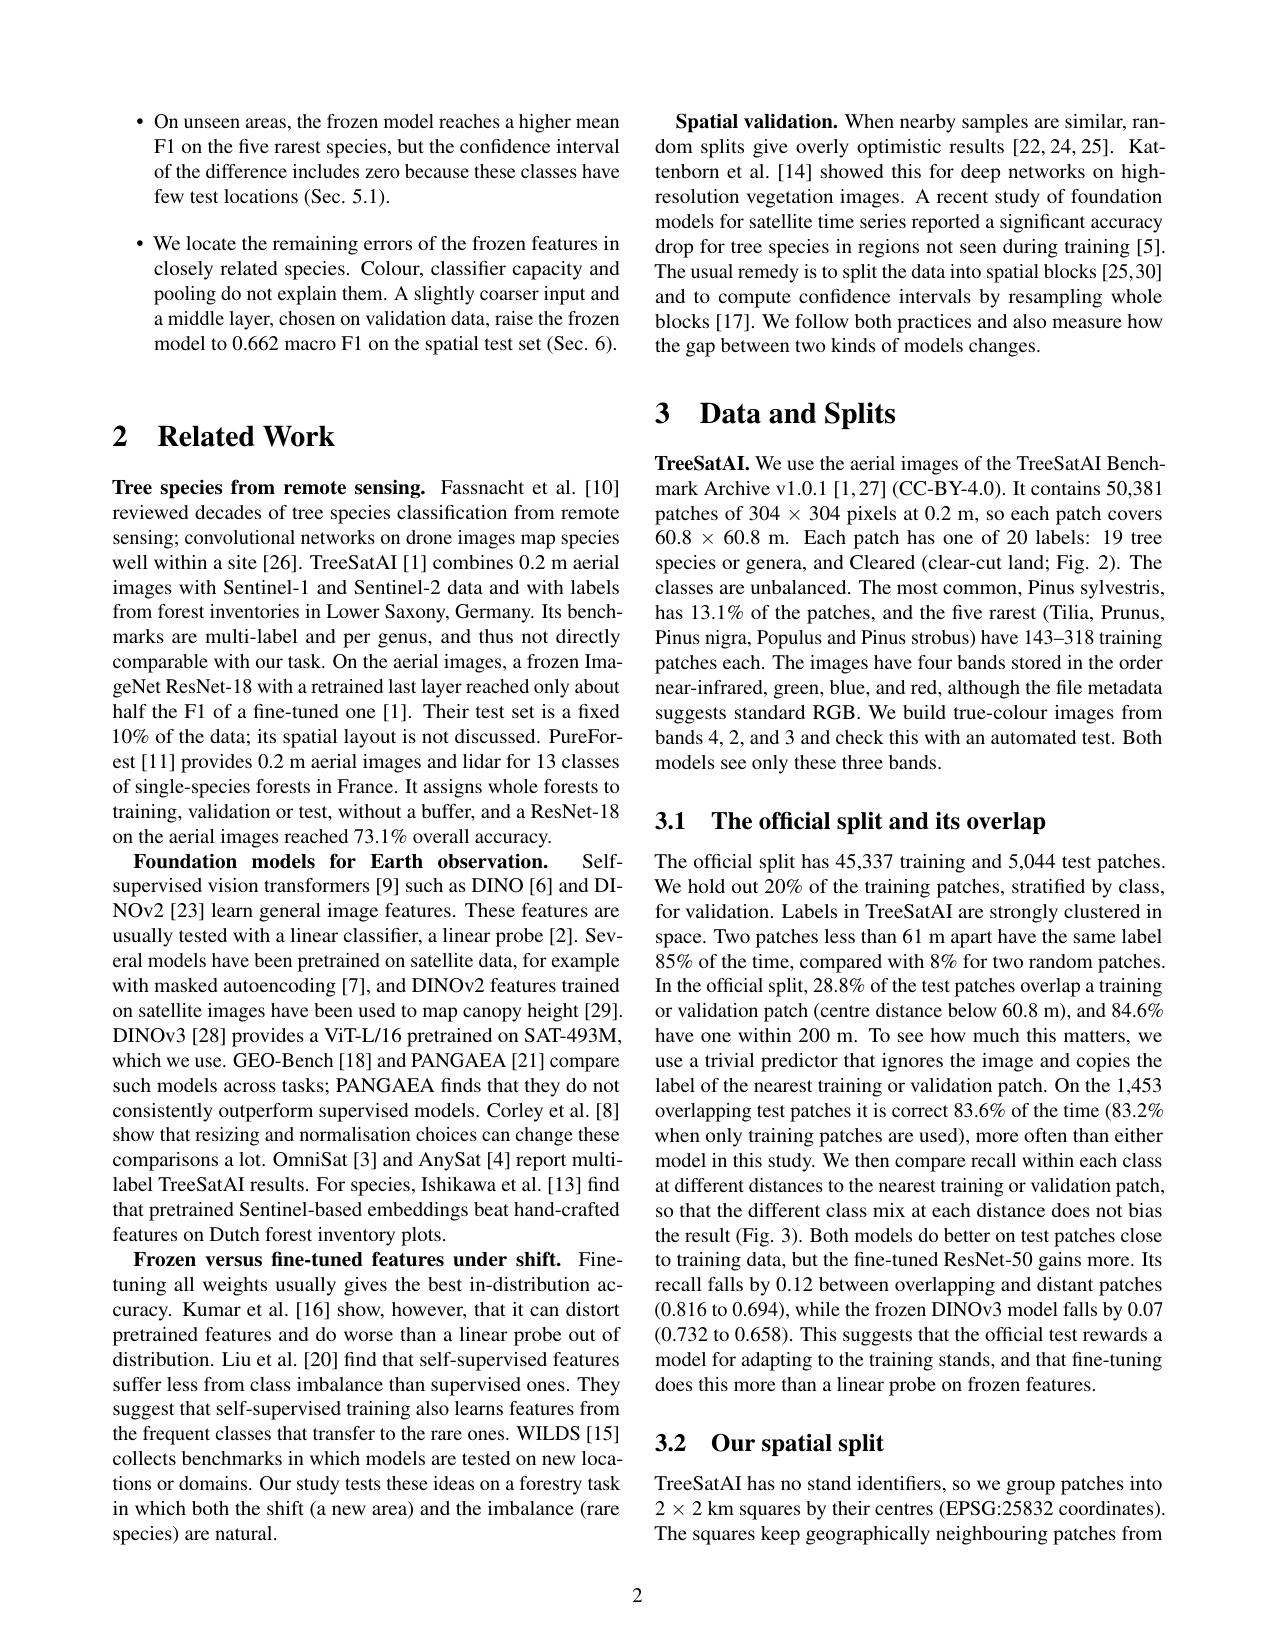 • On unseen areas, the frozen model reaches a higher mean
F1 on the five rarest species, but the confidence interval
of the difference includes zero because these classes have
few test locations (Sec. 5.1).
• We locate the remaining errors of the frozen features in
closely related species. Colour, classifier capacity and
pooling do not explain them. A slightly coarser input and
a middle layer, chosen on validation data, raise the frozen
model to 0.662 macro F1 on the spatial test set (Sec. 6).
2 Related Work
Tree species from remote sensing. Fassnacht et al. [10]
reviewed decades of tree species classification from remote
sensing; convolutional networks on drone images map species
well within a site [26]. TreeSatAI [1] combines 0.2 m aerial
images with Sentinel-1 and Sentinel-2 data and with labels
from forest inventories in Lower Saxony, Germany. Its bench-
marks are multi-label and per genus, and thus not directly
comparable with our task. On the aerial images, a frozen Ima-
geNet ResNet-18 with a retrained last layer reached only about
half the F1 of a fine-tuned one [1]. Their test set is a fixed
10% of the data; its spatial layout is not discussed. PureFor-
est [11] provides 0.2 m aerial images and lidar for 13 classes
of single-species forests in France. It assigns whole forests to
training, validation or test, without a buffer, and a ResNet-18
on the aerial images reached 73.1% overall accuracy.
Foundation models for Earth observation. Self-
supervised vision transformers [9] such as DINO [6] and DI-
NOv2 [23] learn general image features. These features are
usually tested with a linear classifier, a linear probe [2]. Sev-
eral models have been pretrained on satellite data, for example
with masked autoencoding [7], and DINOv2 features trained
on satellite images have been used to map canopy height [29].
DINOv3 [28] provides a ViT-L/16 pretrained on SAT-493M,
which we use. GEO-Bench [18] and PANGAEA [21] compare
such models across tasks; PANGAEA finds that they do not
consistently outperform supervised models. Corley et al. [8]
show that resizing and normalisation choices can change these
comparisons a lot. OmniSat [3] and AnySat [4] report multi-
label TreeSatAI results. For species, Ishikawa et al. [13] find
that pretrained Sentinel-based embeddings beat hand-crafted
features on Dutch forest inventory plots.
Frozen versus fine-tuned features under shift. Fine-
tuning all weights usually gives the best in-distribution ac-
curacy. Kumar et al. [16] show, however, that it can distort
pretrained features and do worse than a linear probe out of
distribution. Liu et al. [20] find that self-supervised features
suffer less from class imbalance than supervised ones. They
suggest that self-supervised training also learns features from
the frequent classes that transfer to the rare ones. WILDS [15]
collects benchmarks in which models are tested on new loca-
tions or domains. Our study tests these ideas on a forestry task
in which both the shift (a new area) and the imbalance (rare
species) are natural.
Spatial validation. When nearby samples are similar, ran-
dom splits give overly optimistic results [22, 24, 25]. Kat-
tenborn et al. [14] showed this for deep networks on high-
resolution vegetation images. A recent study of foundation
models for satellite time series reported a significant accuracy
drop for tree species in regions not seen during training [5].
The usual remedy is to split the data into spatial blocks [25,30]
and to compute confidence intervals by resampling whole
blocks [17]. We follow both practices and also measure how
the gap between two kinds of models changes.
3 Data and Splits
TreeSatAI. We use the aerial images of the TreeSatAI Bench-
mark Archive v1.0.1 [1,27] (CC-BY-4.0). It contains 50,381
patches of 304 × 304 pixels at 0.2 m, so each patch covers
60.8 × 60.8 m. Each patch has one of 20 labels: 19 tree
species or genera, and Cleared (clear-cut land; Fig. 2). The
classes are unbalanced. The most common, Pinus sylvestris,
has 13.1% of the patches, and the five rarest (Tilia, Prunus,
Pinus nigra, Populus and Pinus strobus) have 143–318 training
patches each. The images have four bands stored in the order
near-infrared, green, blue, and red, although the file metadata
suggests standard RGB. We build true-colour images from
bands 4, 2, and 3 and check this with an automated test. Both
models see only these three bands.
3.1 The official split and its overlap
The official split has 45,337 training and 5,044 test patches.
We hold out 20% of the training patches, stratified by class,
for validation. Labels in TreeSatAI are strongly clustered in
space. Two patches less than 61 m apart have the same label
85% of the time, compared with 8% for two random patches.
In the official split, 28.8% of the test patches overlap a training
or validation patch (centre distance below 60.8 m), and 84.6%
have one within 200 m. To see how much this matters, we
use a trivial predictor that ignores the image and copies the
label of the nearest training or validation patch. On the 1,453
overlapping test patches it is correct 83.6% of the time (83.2%
when only training patches are used), more often than either
model in this study. We then compare recall within each class
at different distances to the nearest training or validation patch,
so that the different class mix at each distance does not bias
the result (Fig. 3). Both models do better on test patches close
to training data, but the fine-tuned ResNet-50 gains more. Its
recall falls by 0.12 between overlapping and distant patches
(0.816 to 0.694), while the frozen DINOv3 model falls by 0.07
(0.732 to 0.658). This suggests that the official test rewards a
model for adapting to the training stands, and that fine-tuning
does this more than a linear probe on frozen features.
3.2 Our spatial split
TreeSatAI has no stand identifiers, so we group patches into
2 × 2 km squares by their centres (EPSG:25832 coordinates).
The squares keep geographically neighbouring patches from
2